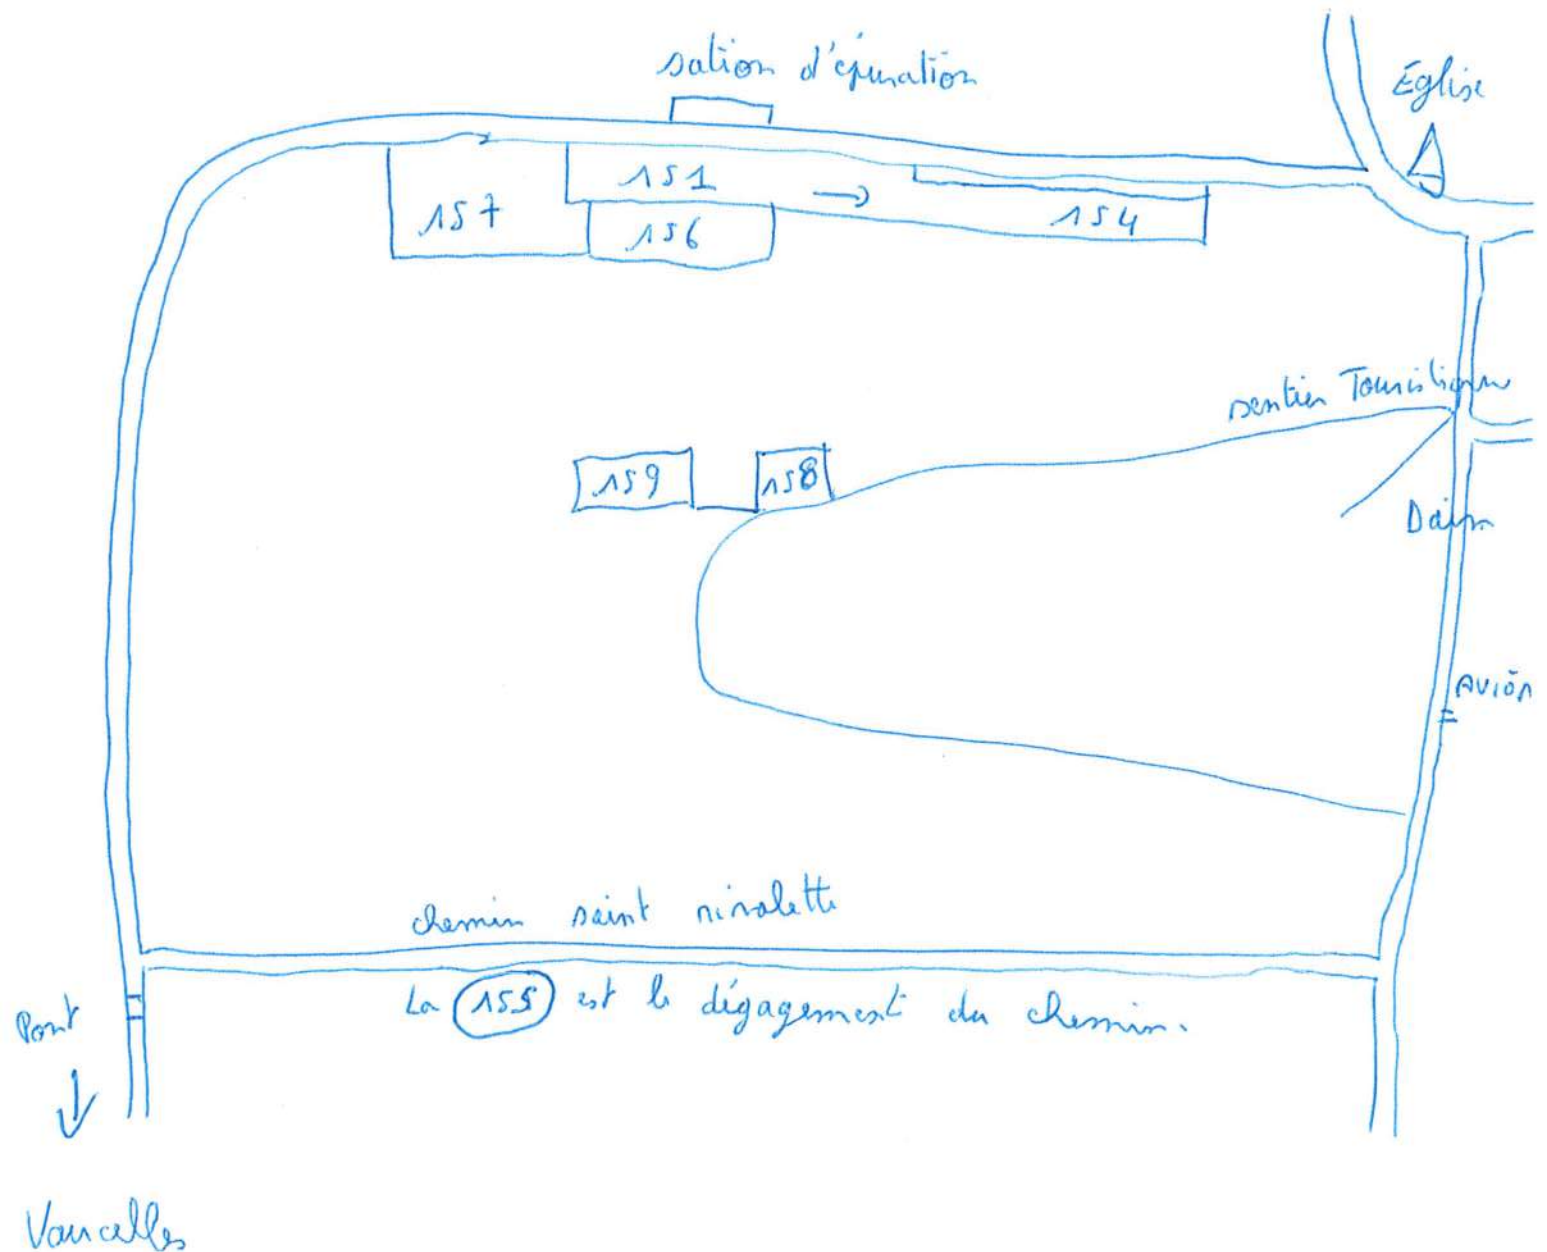 sation d'épuration
Église
151
157
156
154
sentier Touristique
159
158
Daim
AVION
chemin saint nivolette
La 155 est le dégagement du chemin.
Pont
Vaucelles